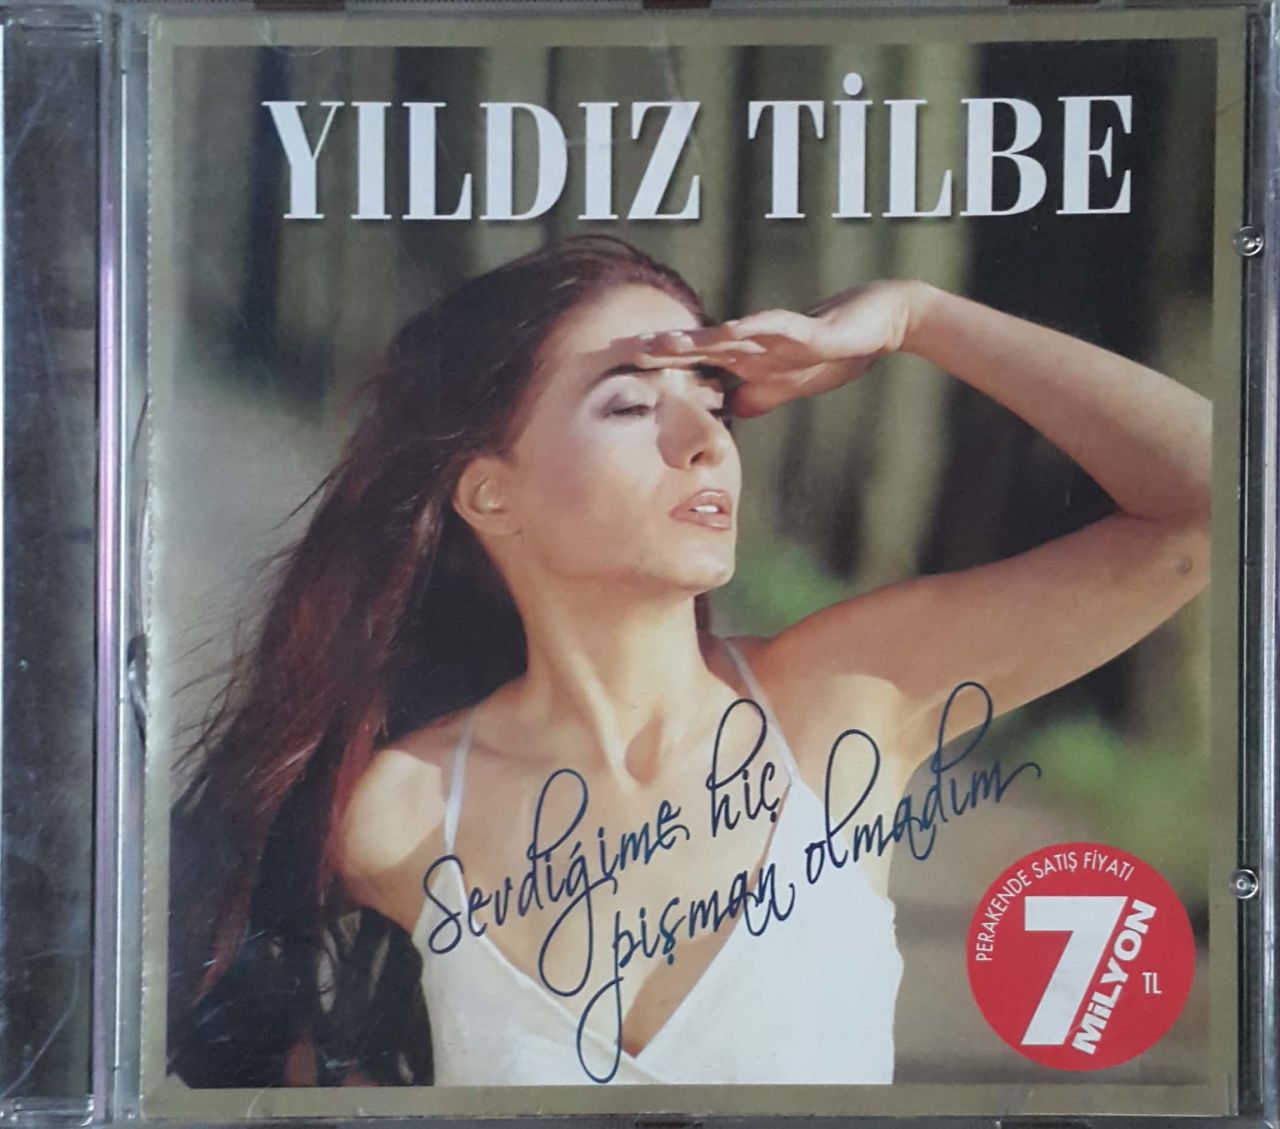 YILDIZ TİLBE
Sevdiğime hiç
pişman olmadım
PERAKENDE SATIŞ FİYATI
7
MİLYON
TL